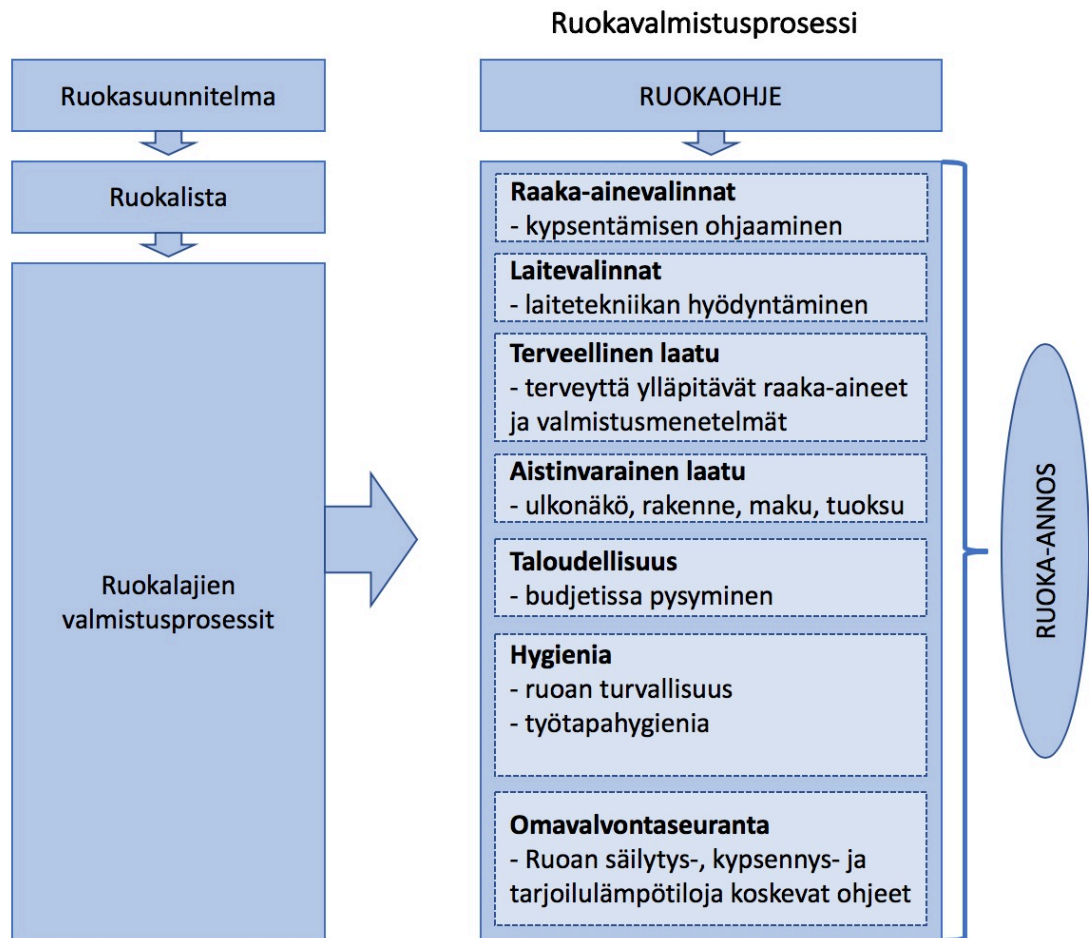 Ruokavalmistusprosessi
Ruokasuunnitelma
Ruokalista
Ruokalajien
valmistusprosessit
RUOKAOHJE
Raaka-ainevalinnat
- kypsentämisen ohjaaminen
Laitevalinnat
- laitetekniikan hyödyntäminen
Terveellinen laatu
- terveyttä ylläpitävät raaka-aineet
ja valmistusmenetelmät
Aistinvarainen laatu
- ulkonäkö, rakenne, maku, tuoksu
Taloudellisuus
- budjetissa pysyminen
Hygienia
- ruoan turvallisuus
- työtapahygienia
Omavalvontaseuranta
- Ruoan säilytys-, kypsennys- ja
tarjoilulämpötiloja koskevat ohjeet
RUOKA-ANNOS